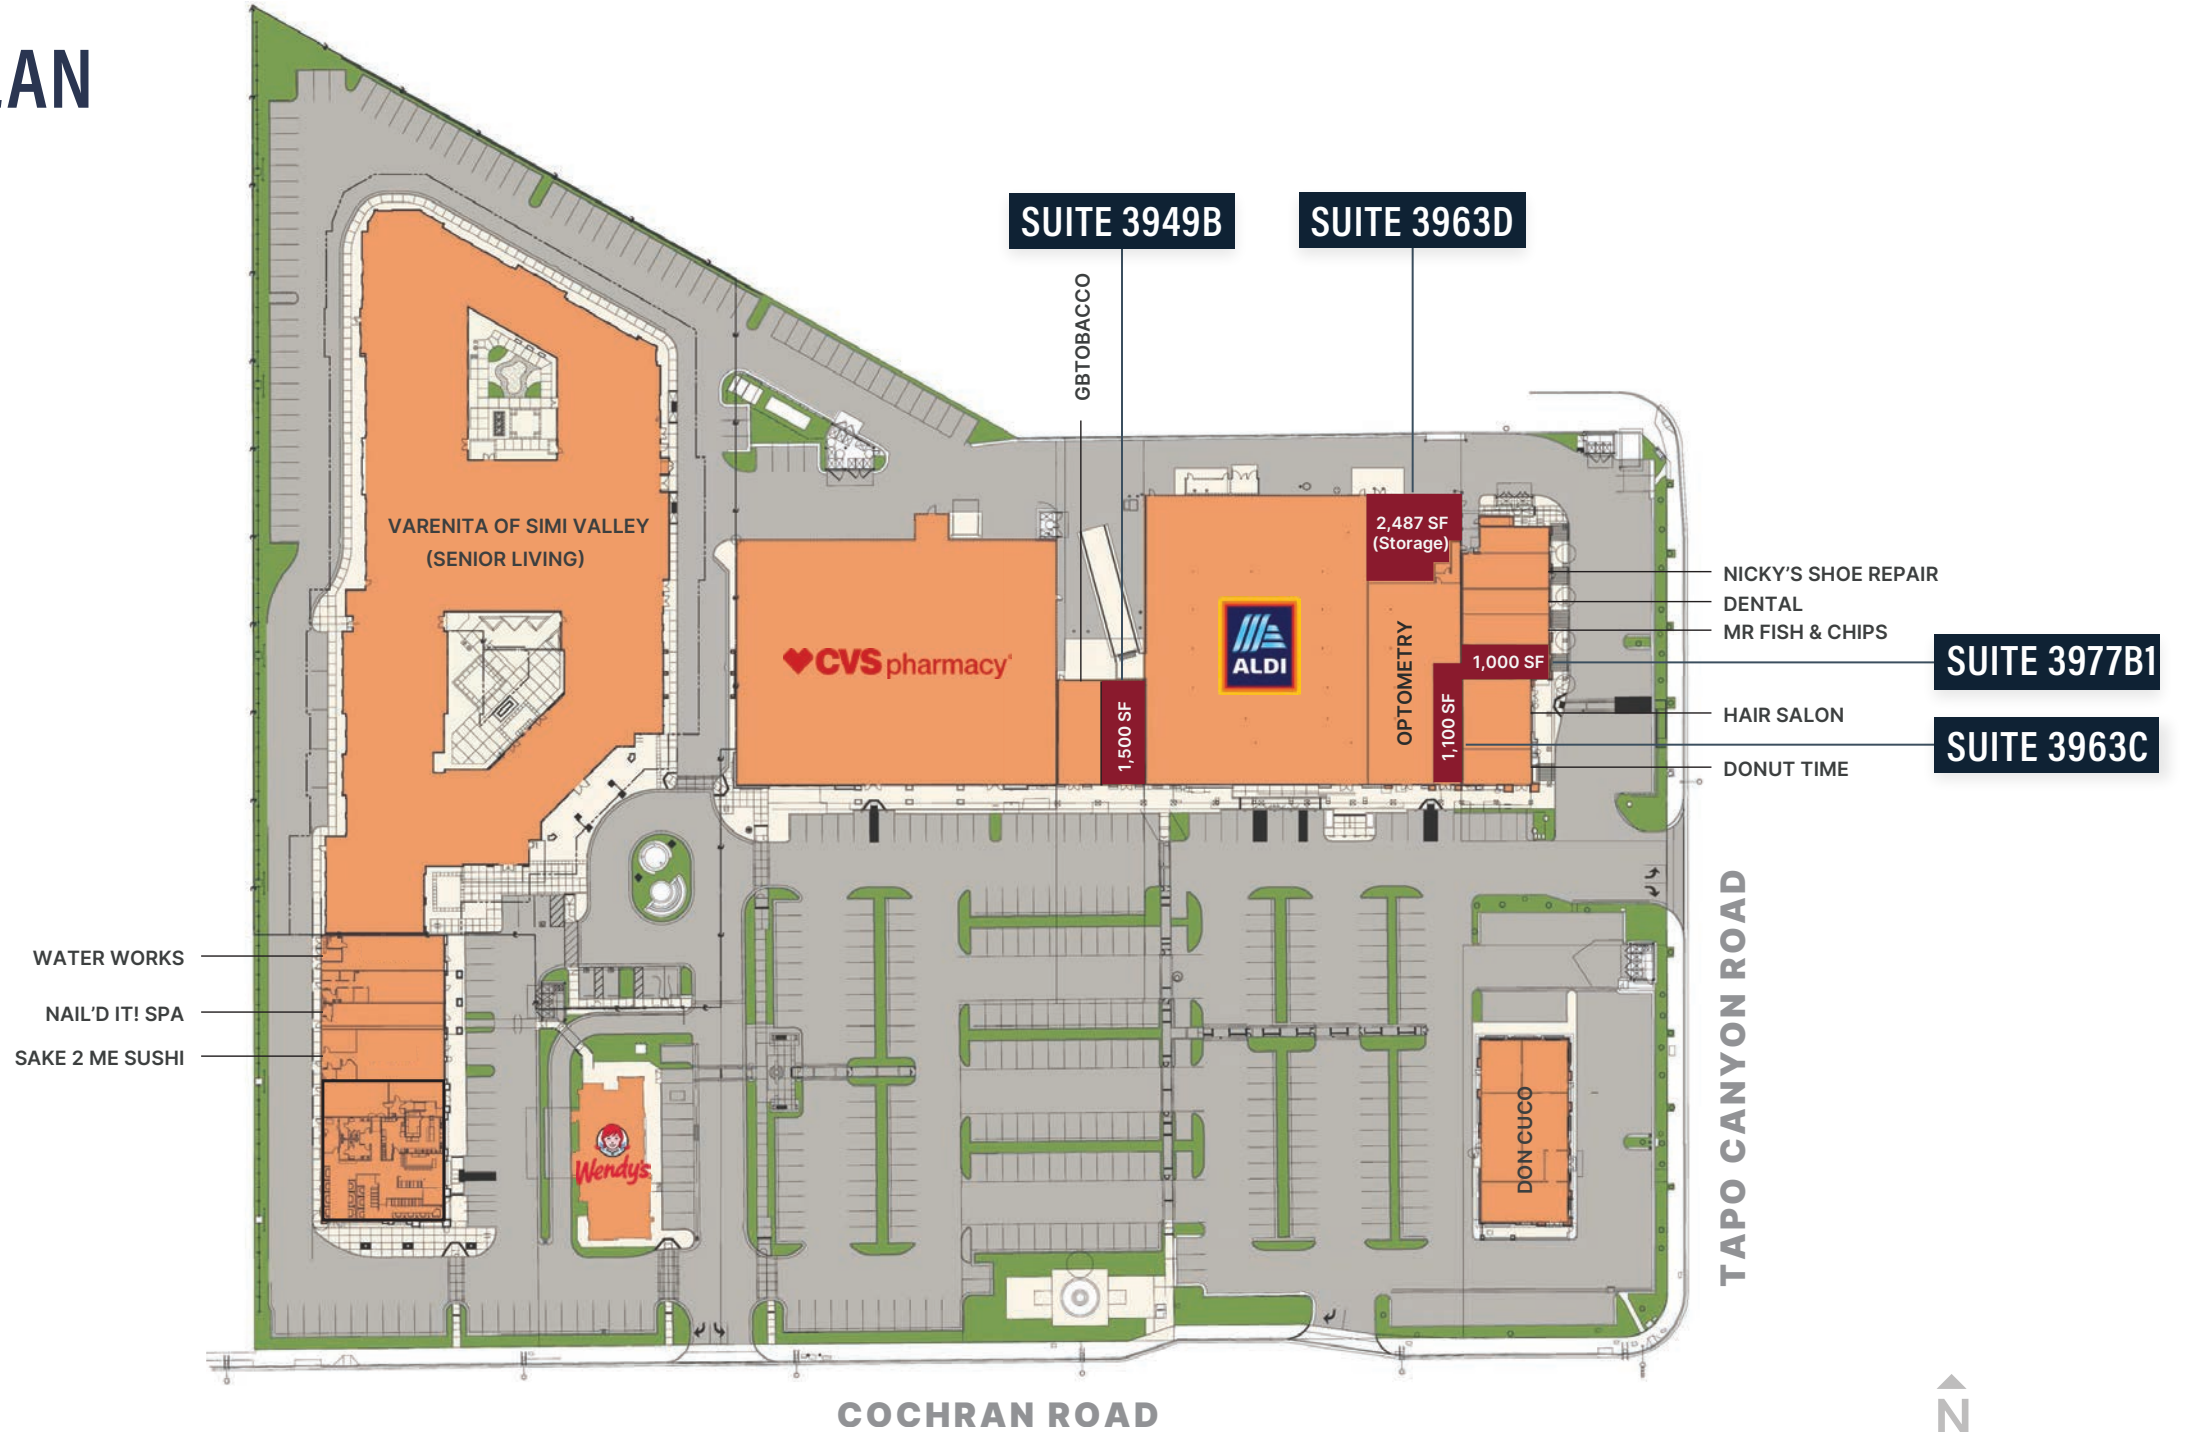 LAN
SUITE 3949B
SUITE 3963D
GBTOBACCO
VARENITA OF SIMI VALLEY
(SENIOR LIVING)
2,487 SF
(Storage)
CVS pharmacy
ALDI
OPTOMETRY
1,500 SF
1,100 SF
1,000 SF
NICKY'S SHOE REPAIR
DENTAL
MR FISH & CHIPS
SUITE 3977B1
HAIR SALON
SUITE 3963C
DONUT TIME
WATER WORKS
NAIL'D IT! SPA
SAKE 2 ME SUSHI
Wendy's
DON CUCO
TAPO CANYON ROAD
COCHRAN ROAD
N